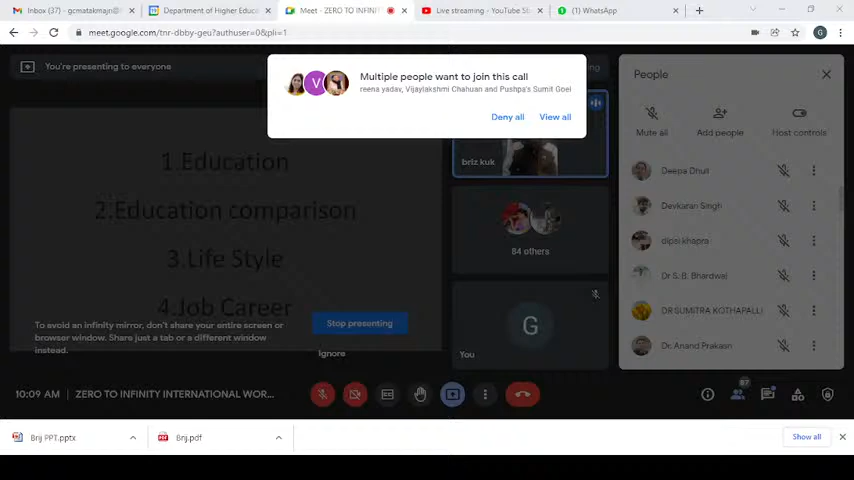 Inbox (37) - gcmatakmajn@
Department of Higher Educa
Meet - ZERO TO INFINI
Live streaming - YouTube St
(1) WhatsApp
meet.google.com/tnr-dbby-geu?authuser=0&pli=1
You're presenting to everyone
Multiple people want to join this call
reena yadav, Vijaylakshmi Chahuan and Pushpa's Sumit Goel
Deny all
View all
1.Education
2.Education comparison
3.Life Style
4.Job Career
To avoid an infinity mirror, don't share your entire screen or
browser window. Share just a tab or a different window
instead.
Stop presenting
Ignore
briz kuk
84 others
G
You
People
Mute all
Add people
Host controls
Deepa Dhull
Devkaran Singh
dipsi khapra
Dr S. B. Bhardwaj
DR SUMITRA KOTHAPALLI
Dr. Anand Prakash
10:09 AM | ZERO TO INFINITY INTERNATIONAL WOR...
87
Brij PPT.pptx
Brij.pdf
Show all